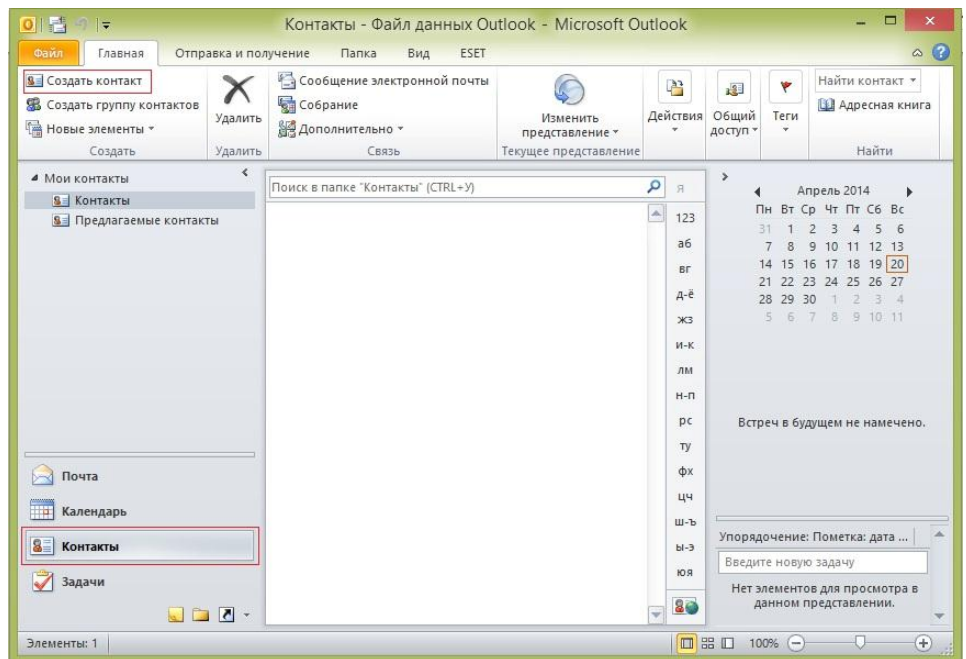 Контакты - Файл данных Outlook - Microsoft Outlook
Файл Главная Отправка и получение Папка Вид ESET
Создать контакт
Создать группу контактов
Новые элементы
Создать
Удалить
Удалить
Сообщение электронной почты
Собрание
Дополнительно
Связь
Изменить
представление
Текущее представление
Действия
Общий
доступ
Теги
Найти контакт
Адресная книга
Найти
Мои контакты
Контакты
Предлагаемые контакты
Почта
Календарь
Контакты
Задачи
Поиск в папке "Контакты" (CTRL+У)
я
123
аб
вг
д-ё
жз
и-к
лм
н-п
рс
ту
фх
цч
ш-ъ
ы-э
юя
Апрель 2014
Пн Вт Ср Чт Пт Сб Вс
31 1 2 3 4 5 6
7 8 9 10 11 12 13
14 15 16 17 18 19 20
21 22 23 24 25 26 27
28 29 30 1 2 3 4
5 6 7 8 9 10 11
Встреч в будущем не намечено.
Упорядочение: Пометка: дата ...
Введите новую задачу
Нет элементов для просмотра в
данном представлении.
Элементы: 1
100%